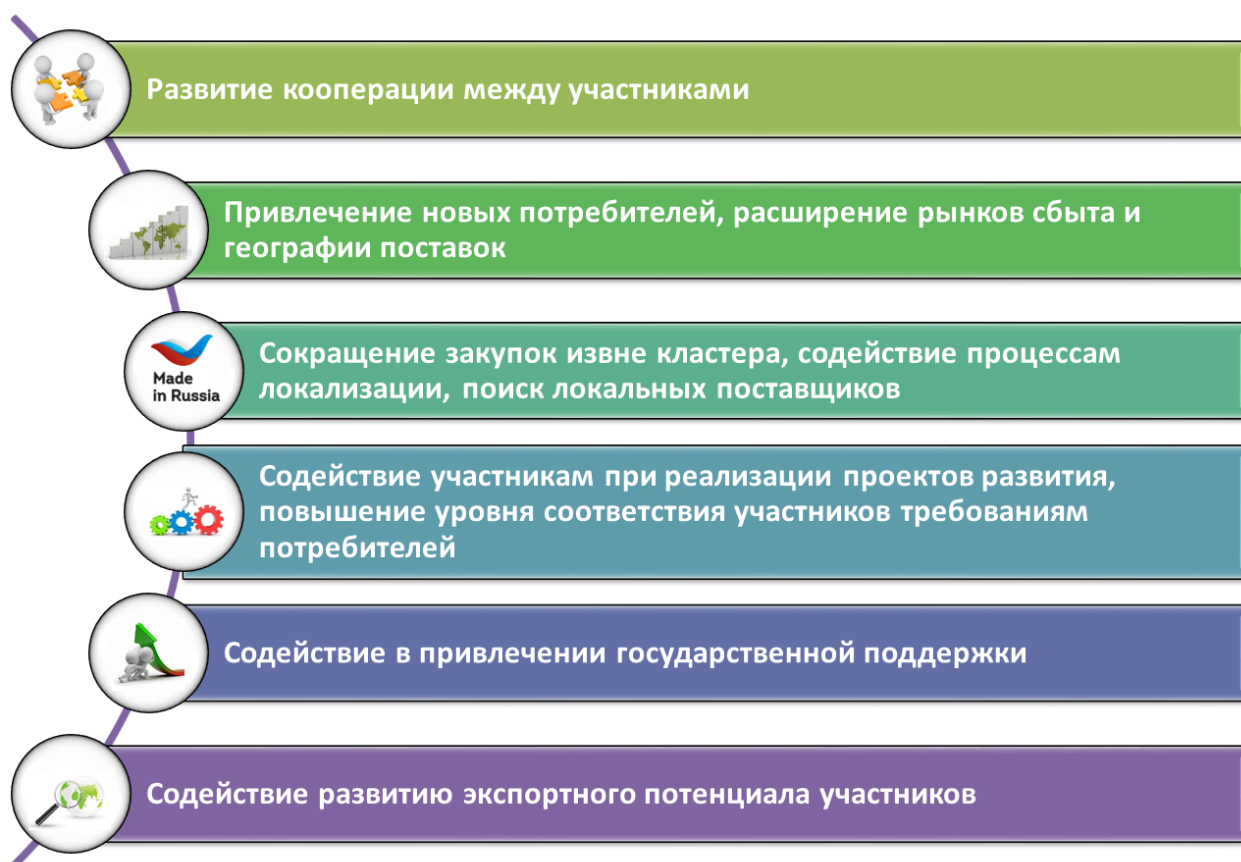 Развитие кооперации между участниками
Привлечение новых потребителей, расширение рынков сбыта и
географии поставок
Made
in Russia
Сокращение закупок извне кластера, содействие процессам
локализации, поиск локальных поставщиков
Содействие участникам при реализации проектов развития,
повышение уровня соответствия участников требованиям
потребителей
Содействие в привлечении государственной поддержки
Содействие развитию экспортного потенциала участников